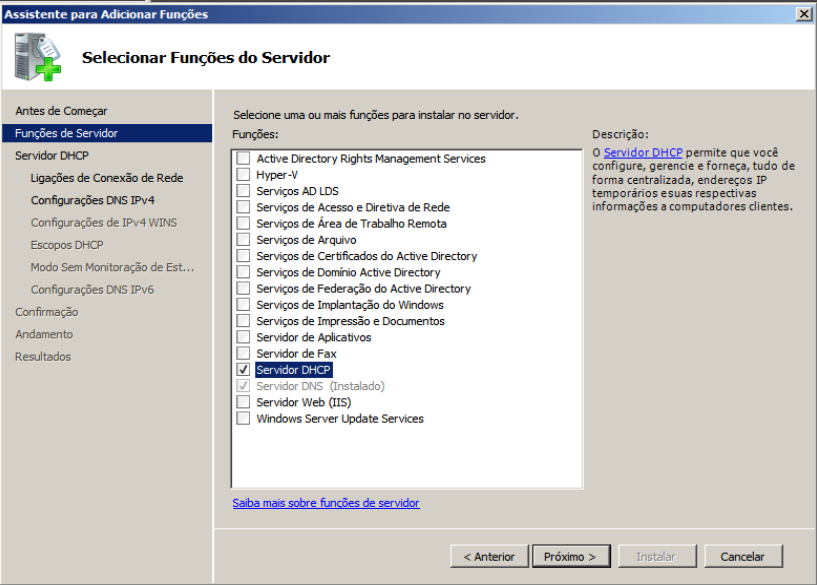 Assistente para Adicionar Funções
Selecionar Funções do Servidor
Antes de Começar
Funções de Servidor
Servidor DHCP
Ligações de Conexão de Rede
Configurações DNS IPv4
Configurações de IPv4 WINS
Escopos DHCP
Modo Sem Monitoração de Est...
Configurações DNS IPv6
Confirmação
Andamento
Resultados
Selecione uma ou mais funções para instalar no servidor.
Funções:
Active Directory Rights Management Services
Hyper-V
Serviços AD LDS
Serviços de Acesso e Diretiva de Rede
Serviços de Área de Trabalho Remota
Serviços de Arquivo
Serviços de Certificados do Active Directory
Serviços de Domínio Active Directory
Serviços de Federação do Active Directory
Serviços de Implantação do Windows
Serviços de Impressão e Documentos
Servidor de Aplicativos
Servidor de Fax
Servidor DHCP
Servidor DNS (Instalado)
Servidor Web (IIS)
Windows Server Update Services
Saiba mais sobre funções de servidor
Descrição:
O Servidor DHCP permite que você
configure, gerencie e forneça, tudo de
forma centralizada, endereços IP
temporários esuas respectivas
informações a computadores clientes.
< Anterior
Próximo >
Instalar
Cancelar